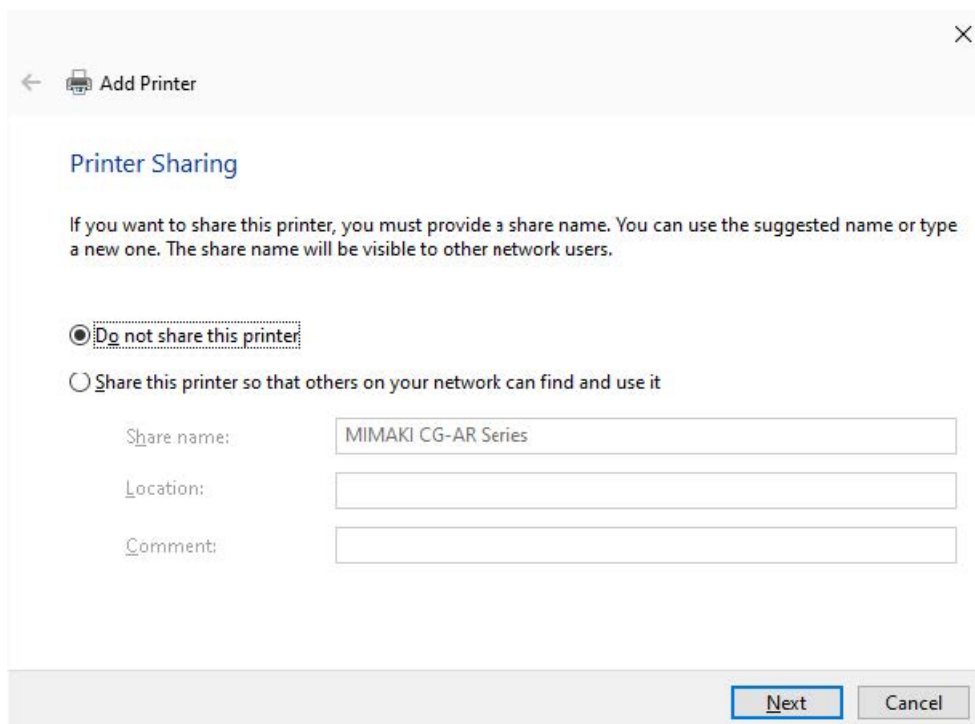 Add Printer
Printer Sharing
If you want to share this printer, you must provide a share name. You can use the suggested name or type
a new one. The share name will be visible to other network users.
Do not share this printer
Share this printer so that others on your network can find and use it
Share name:
MIMAKI CG-AR Series
Location:
Comment:
Next
Cancel